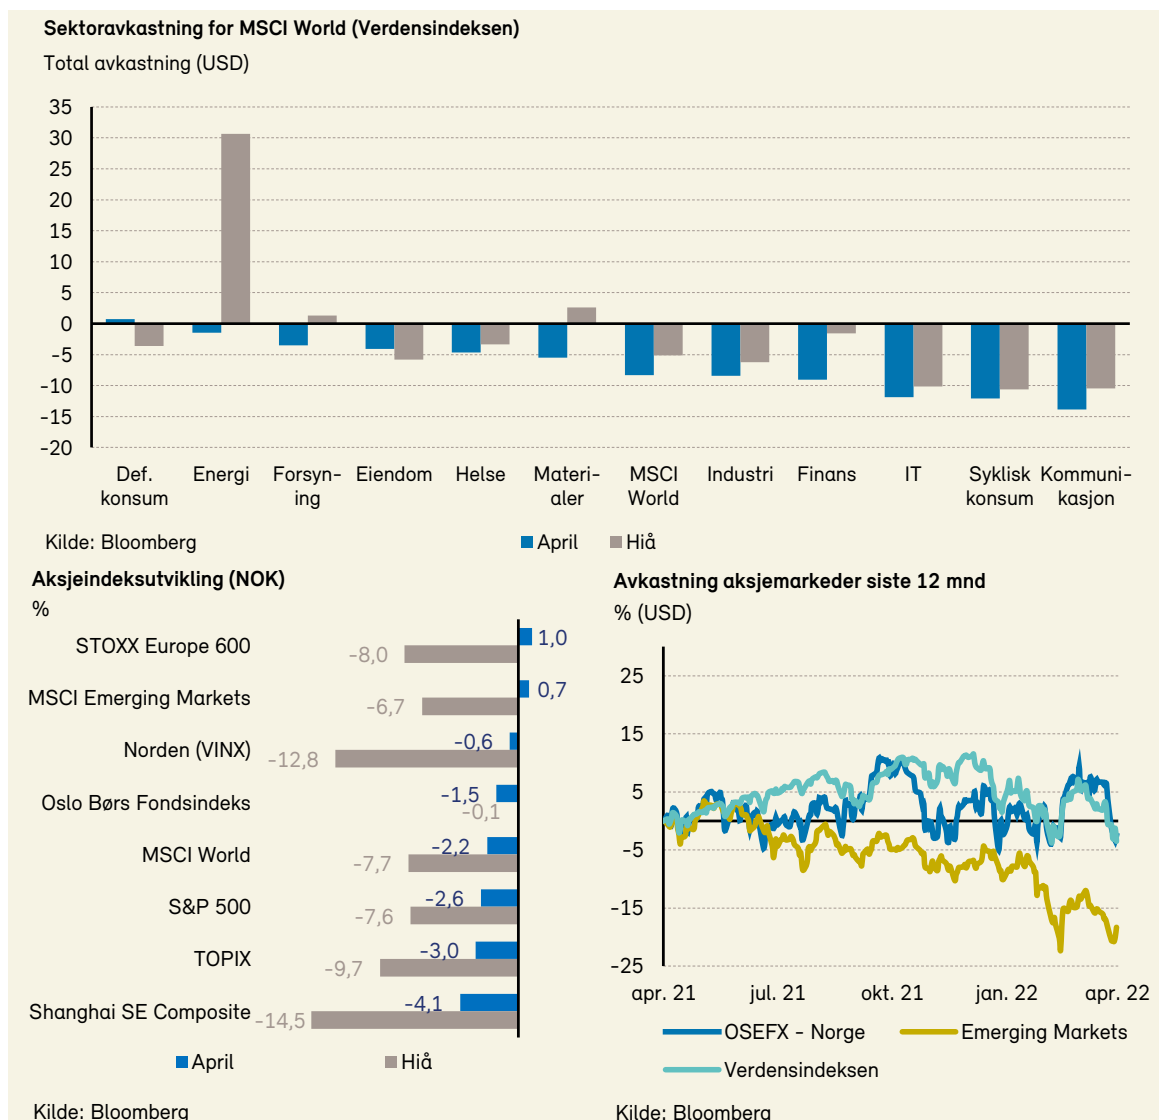 Sektoravkastning for MSCI World (Verdensindeksen)
Total avkastning (USD)
35
30
25
20
15
10
5
0
-5
-10
-15
-20
Def. konsum
Energi
Forsyn-
ing
Eiendom
Helse
Materi-
aler
MSCI
World
Industri
Finans
IT
Syklisk
konsum
Kommuni-
kasjon
Kilde: Bloomberg
April
Hiå
Aksjeindeksutvikling (NOK)
%
STOXX Europe 600
1,0
-8,0
MSCI Emerging Markets
0,7
-6,7
Norden (VINX)
-0,6
-12,8
Oslo Børs Fondsindeks
-1,5
-0,1
MSCI World
-2,2
-7,7
S&P 500
-2,6
-7,6
TOPIX
-3,0
-9,7
Shanghai SE Composite
-4,1
-14,5
April
Hiå
Kilde: Bloomberg
Avkastning aksjemarkeder siste 12 mnd
% (USD)
25
15
5
-5
-15
-25
apr. 21
jul. 21
okt. 21
jan. 22
apr. 22
OSEFX - Norge
Emerging Markets
Verdensindeksen
Kilde: Bloomberg